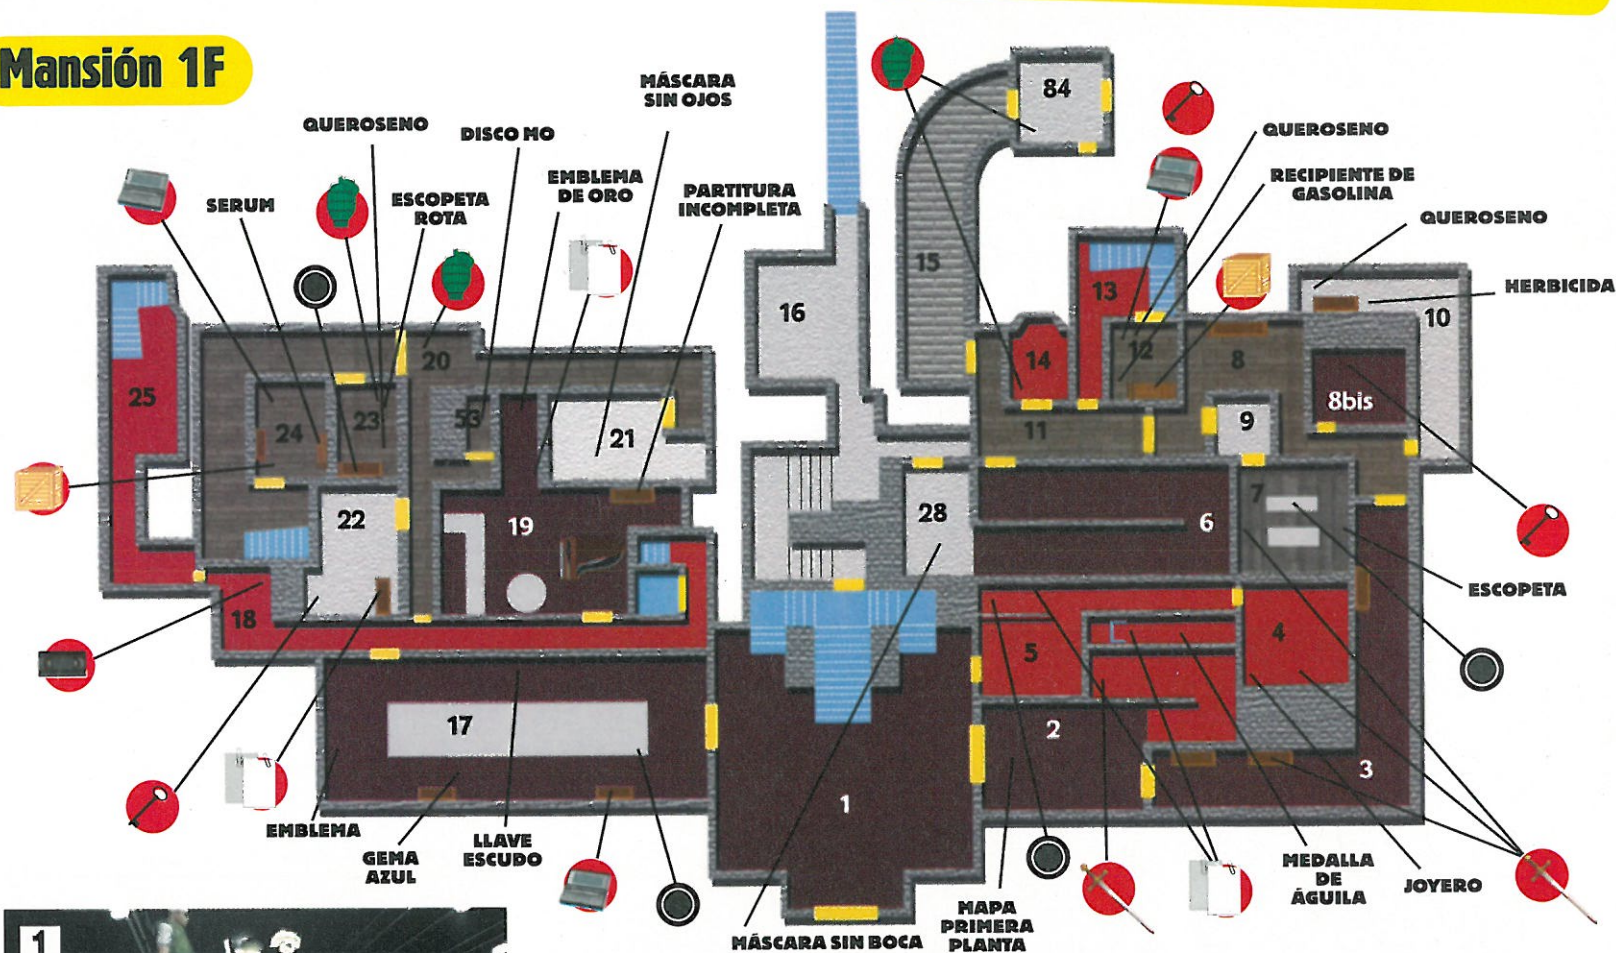 Mansión 1F
MÁSCARA
SIN OJOS
QUEROSENO
DISCO MO
EMBLEMA
DE ORO
PARTITURA
INCOMPLETA
SERUM
ESCOPETA
ROTA
QUEROSENO
RECIPIENTE DE
GASOLINA
QUEROSENO
HERBICIDA
84
15
16
13
14
12
8
10
11
9
8bis
25
24
23
20
53
21
22
19
28
6
7
18
5
4
17
2
3
1
ESCOPETA
EMBLEMA
GEMA
AZUL
LLAVE
ESCUDO
MÁSCARA SIN BOCA
MAPA
PRIMERA
PLANTA
MEDALLA
DE
ÁGUILA
JOYERO
1